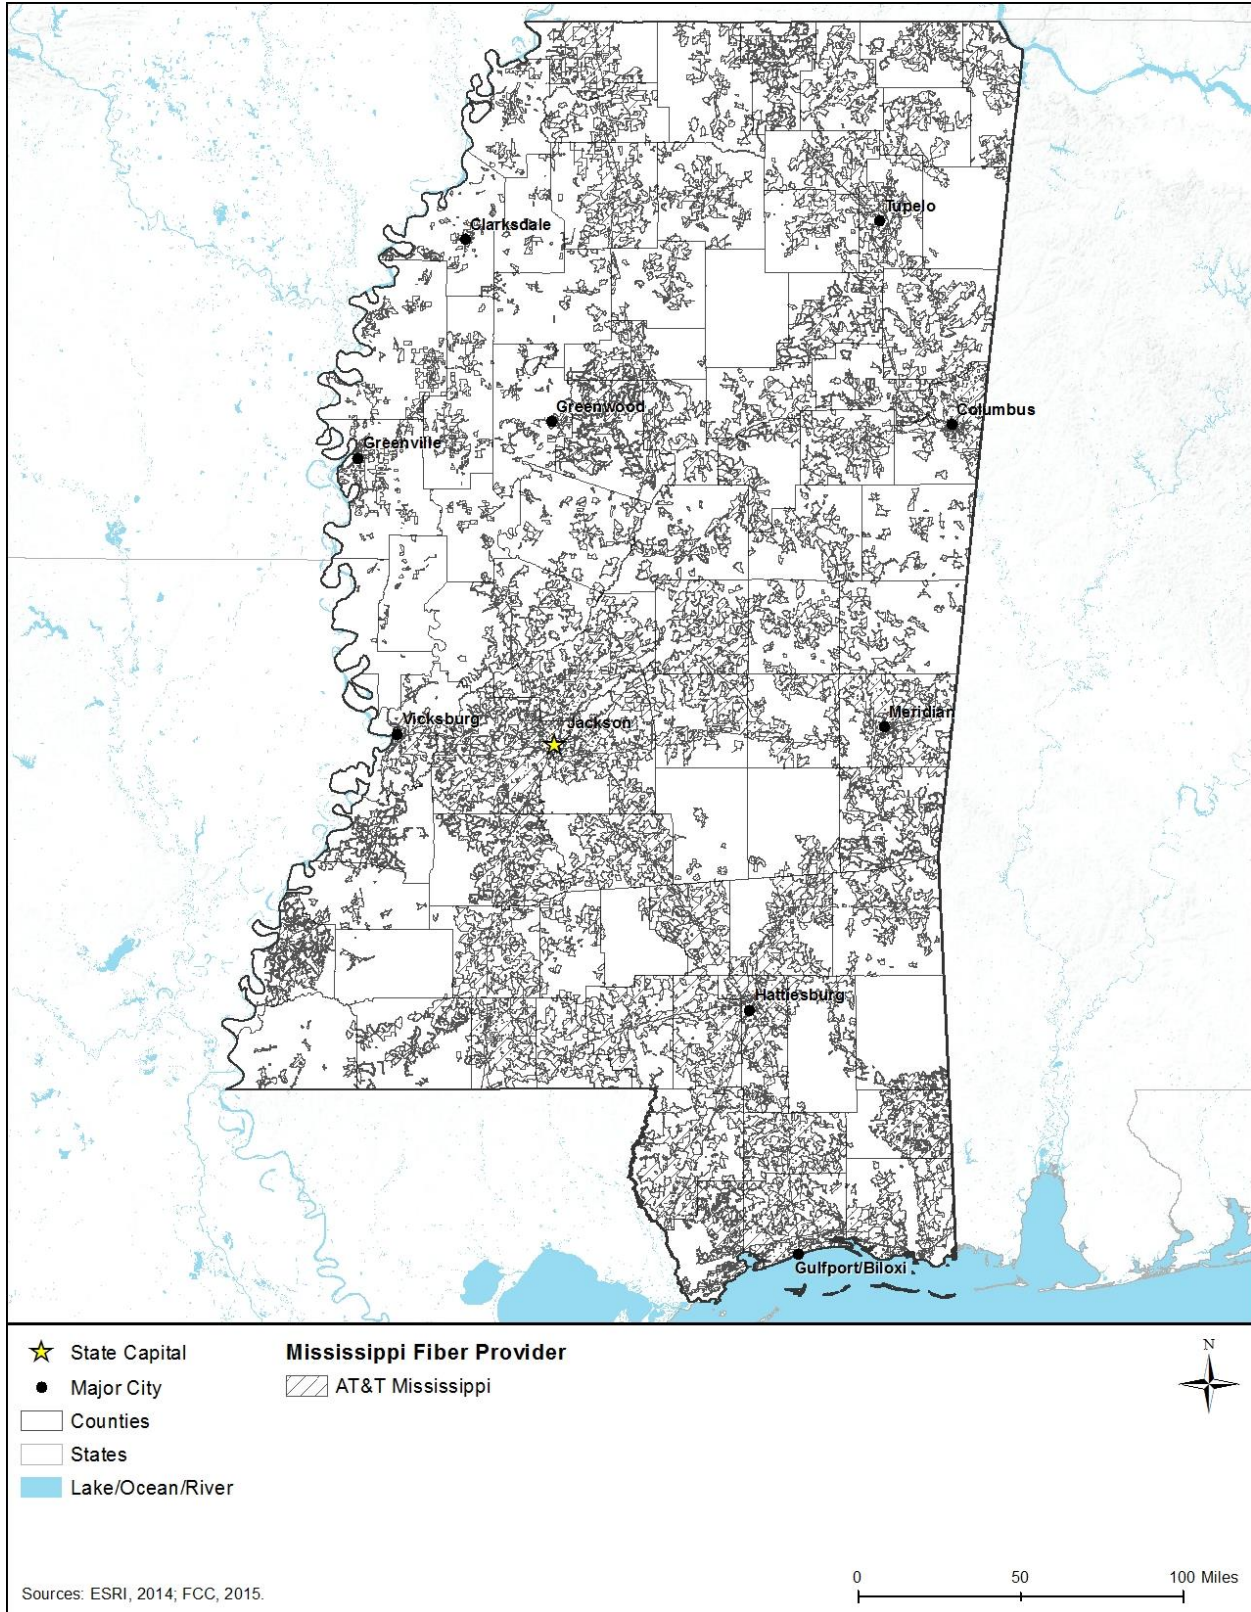 Tupelo
Clarksdale
Greenwood
Columbus
Greenville
Vicksburg
Jackson
Meridian
Hattiesburg
Gulfport/Biloxi
State Capital
Major City
Counties
States
Lake/Ocean/River
Mississippi Fiber Provider
AT&T Mississippi
N
0 50 100 Miles
Sources: ESRI, 2014; FCC, 2015.